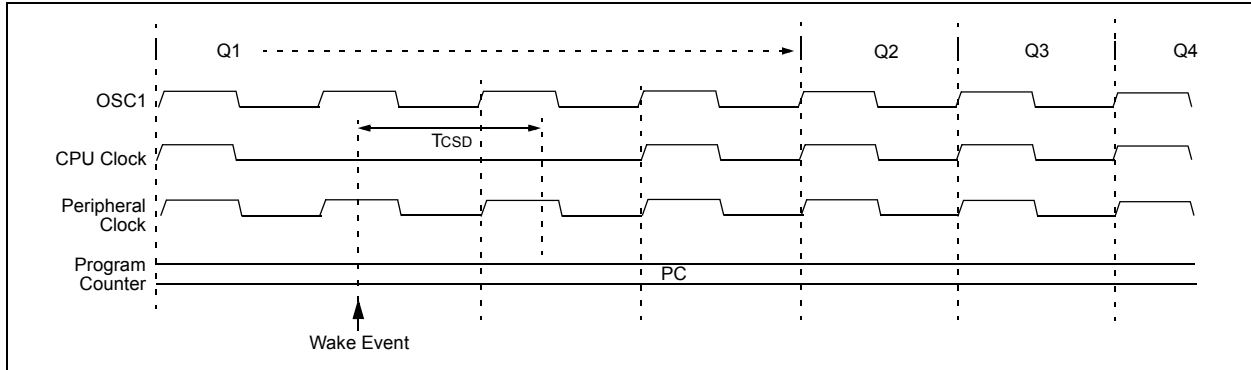 Q1 Q2 Q3 Q4
OSC1
TCSD
CPU Clock
Peripheral
Clock
Program
Counter
PC
Wake Event